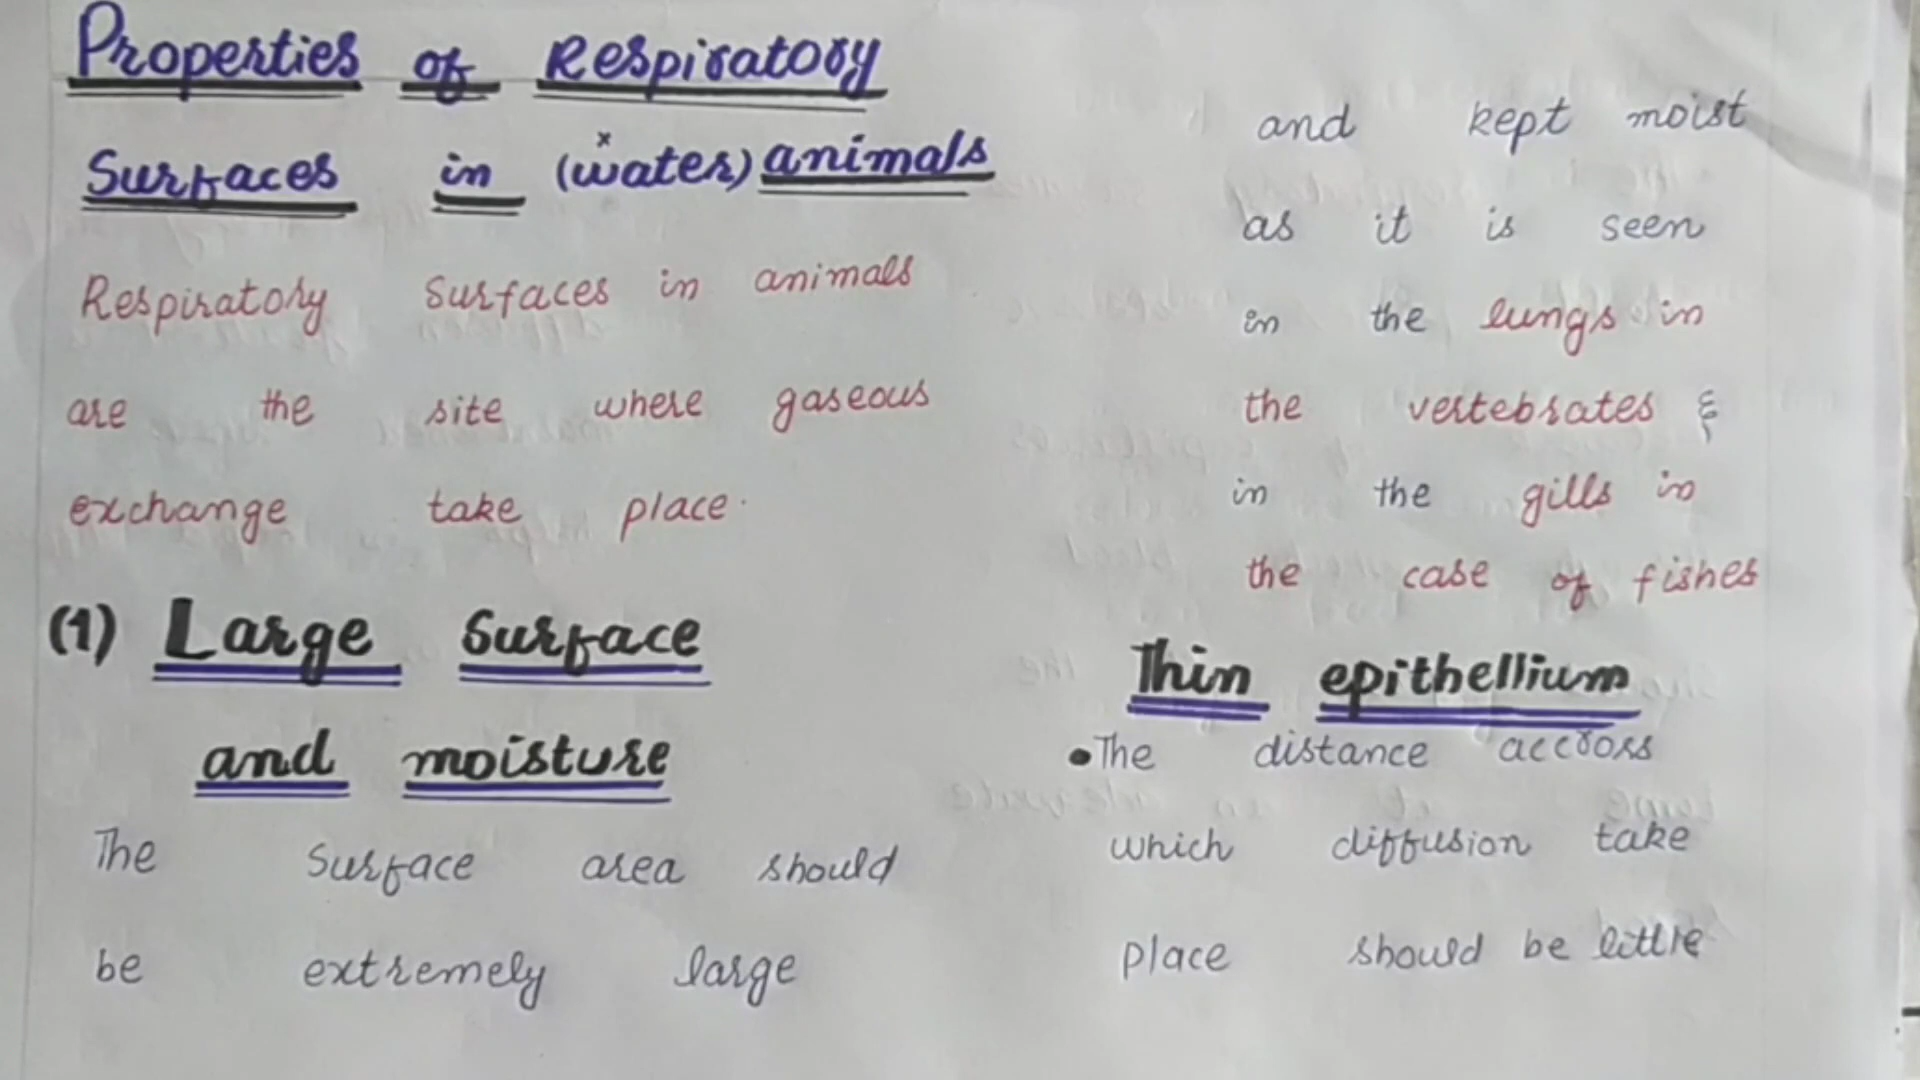 Properties of Respiratory
Surfaces in (water) animals
Respiratory Surfaces in animals
are the site where gaseous
exchange take place.
(1) Large Surface
and moisture
The Surface area should
be extremely large
and kept moist
as it is seen
in the lungs in
the vertebrates &
in the gills in
the case of fishes
Thin epithellium
•The distance accross
which diffusion take
place should be little